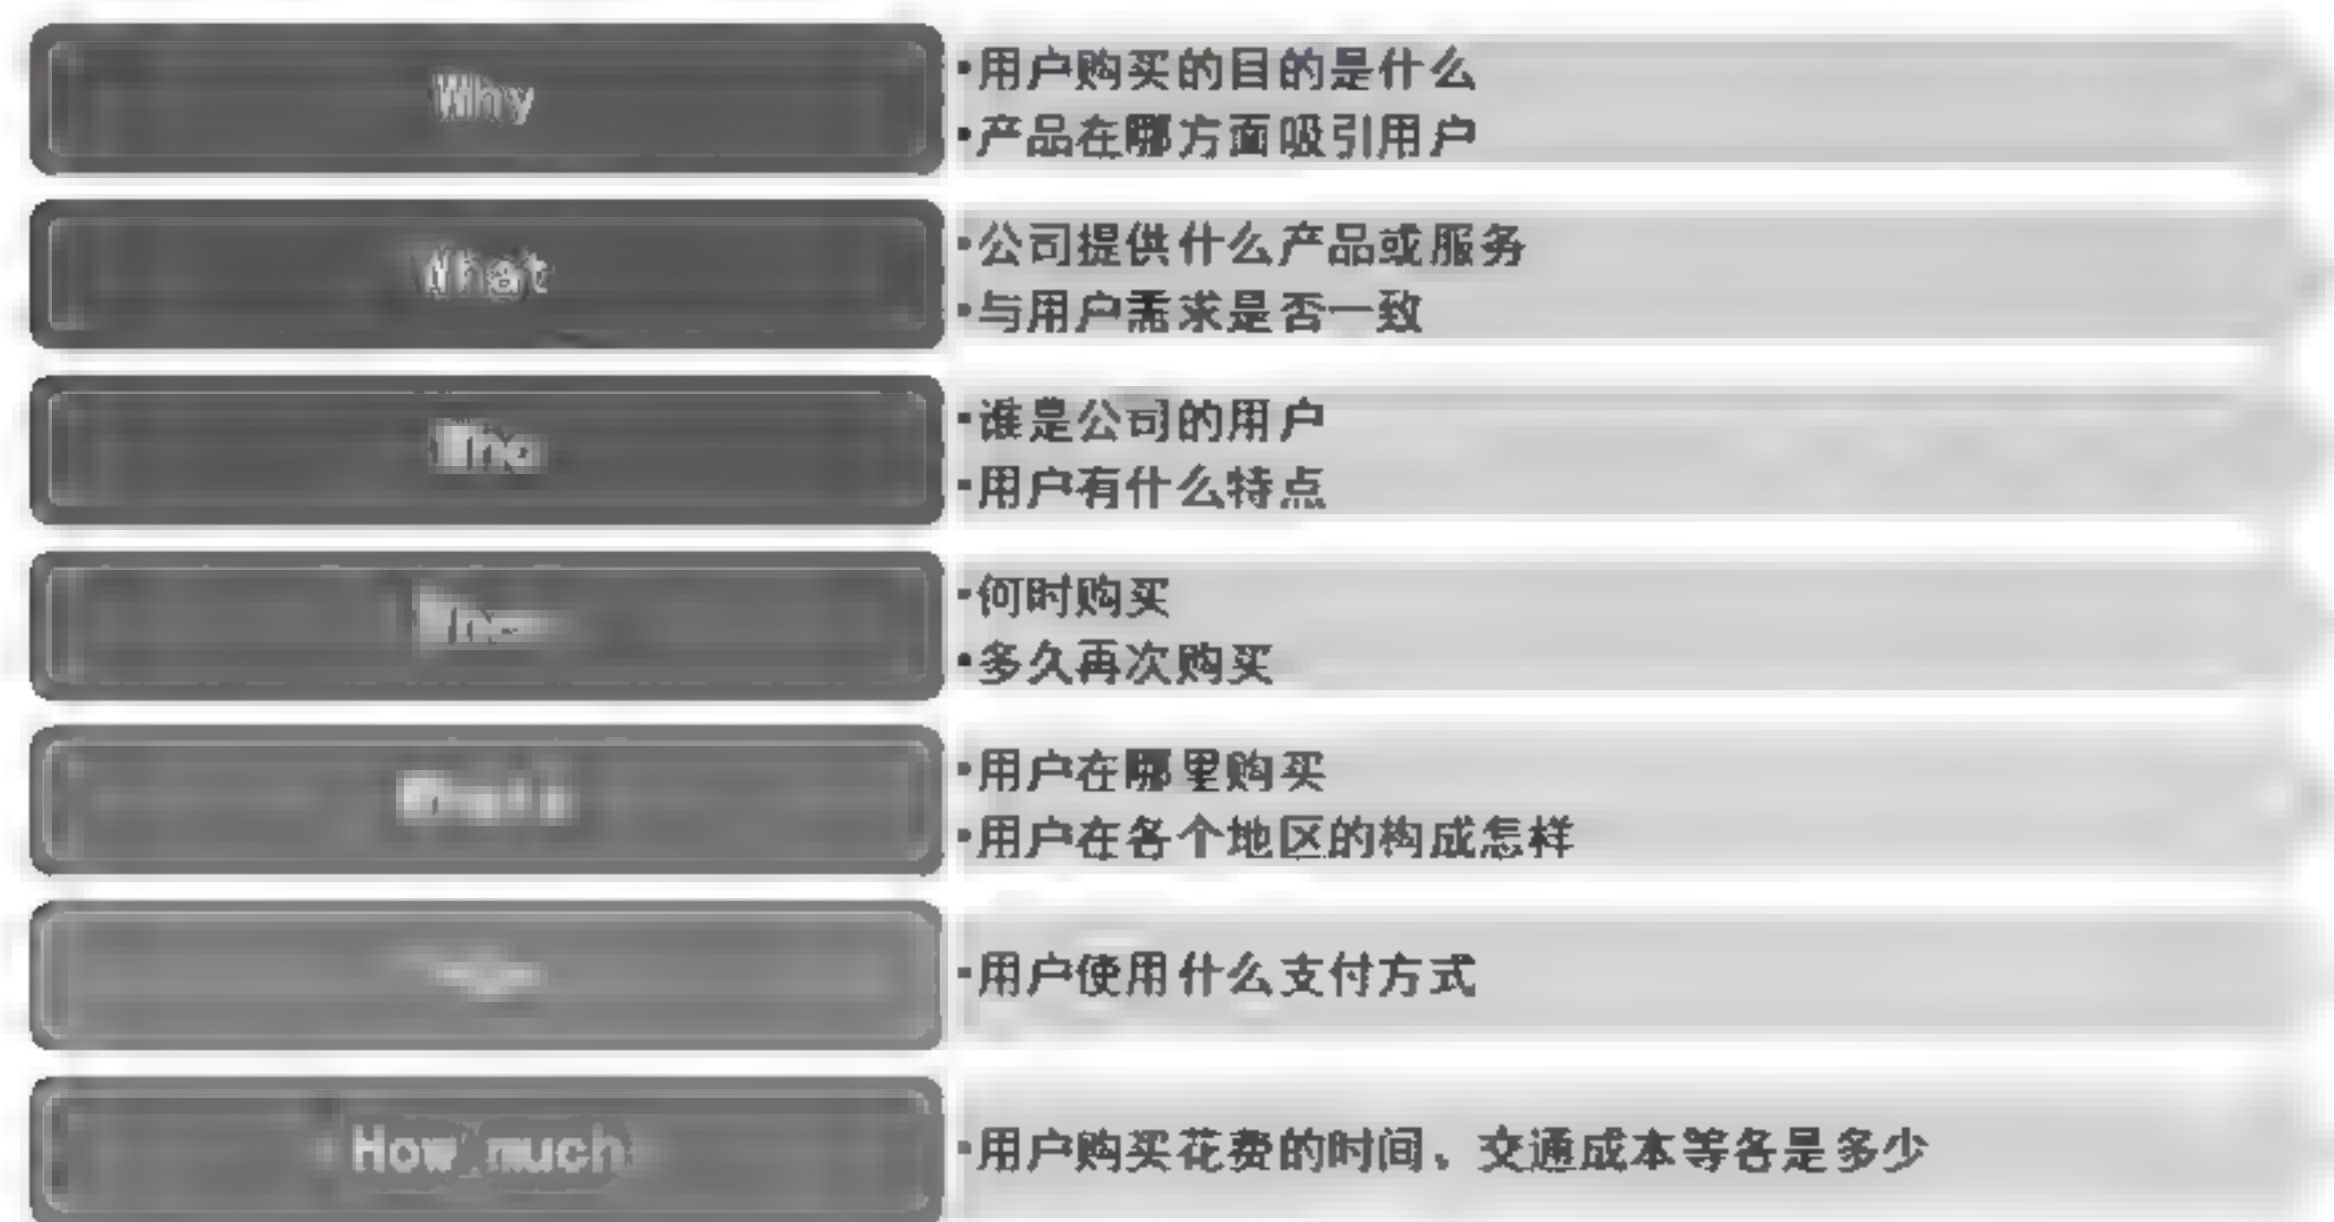 Why
•用户购买的目的是什么
•产品在哪方面吸引用户
What
•公司提供什么产品或服务
•与用户需求是否一致
Who
•谁是公司的用户
•用户有什么特点
•何时购买
•多久再次购买
•用户在哪里购买
•用户在各个地区的构成怎样
•用户使用什么支付方式
How much
•用户购买花费的时间、交通成本等各是多少